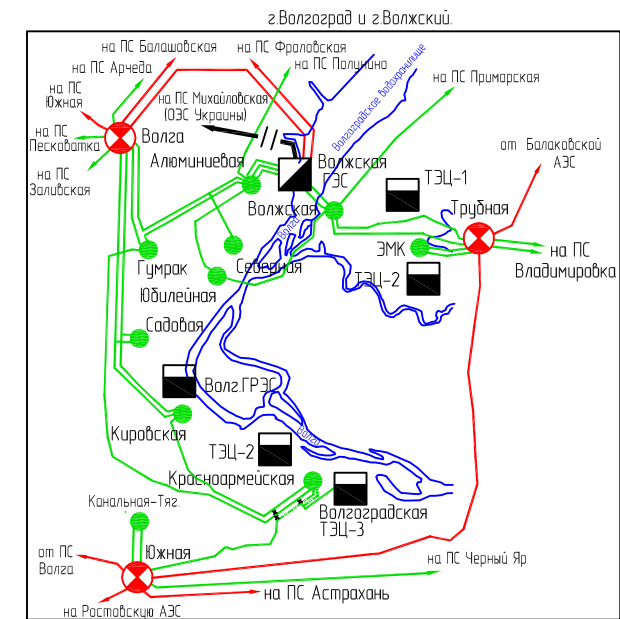 г.Волгоград и г.Волжский.
на ПС Балашовская
на ПС Фроловская
на ПС Арчеда
на ПС Полунино
на ПС
Южная
на ПС Приморская
на ПС Михайловская
(ОЭС Украины)
Волгоградское водохранилище
на ПС
Песковатка
Волга
Алюминиевая
Волжская
ГЭС
от Балаковской
АЭС
на ПС
Заливская
ТЭЦ-1
Волжская
Трубная
Волга
ЭМК
на ПС
Владимировка
Гумрак
Северная
ТЭЦ-2
Юбилейная
Садовая
Волг.ГРЭС
Кировская
Волга
ТЭЦ-2
Красноармейская
Канальная-Тяг.
Волгоградская
ТЭЦ-3
от ПС
Волга
Южная
на ПС Черный Яр
на Ростовскую АЭС
на ПС Астрахань